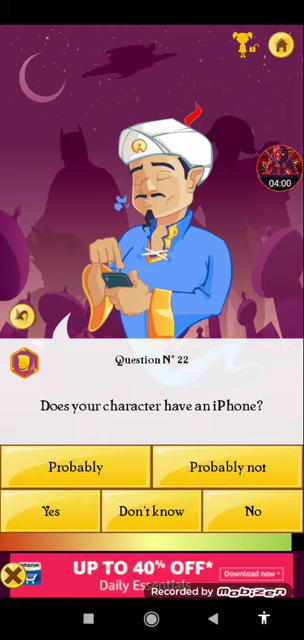 04:00
Question N° 22
Does your character have an iPhone?
Probably
Probably not
Yes
Don't know
No
amazon
UP TO 40% OFF*
Daily Essentials
Download now >
Recorded by mobizen